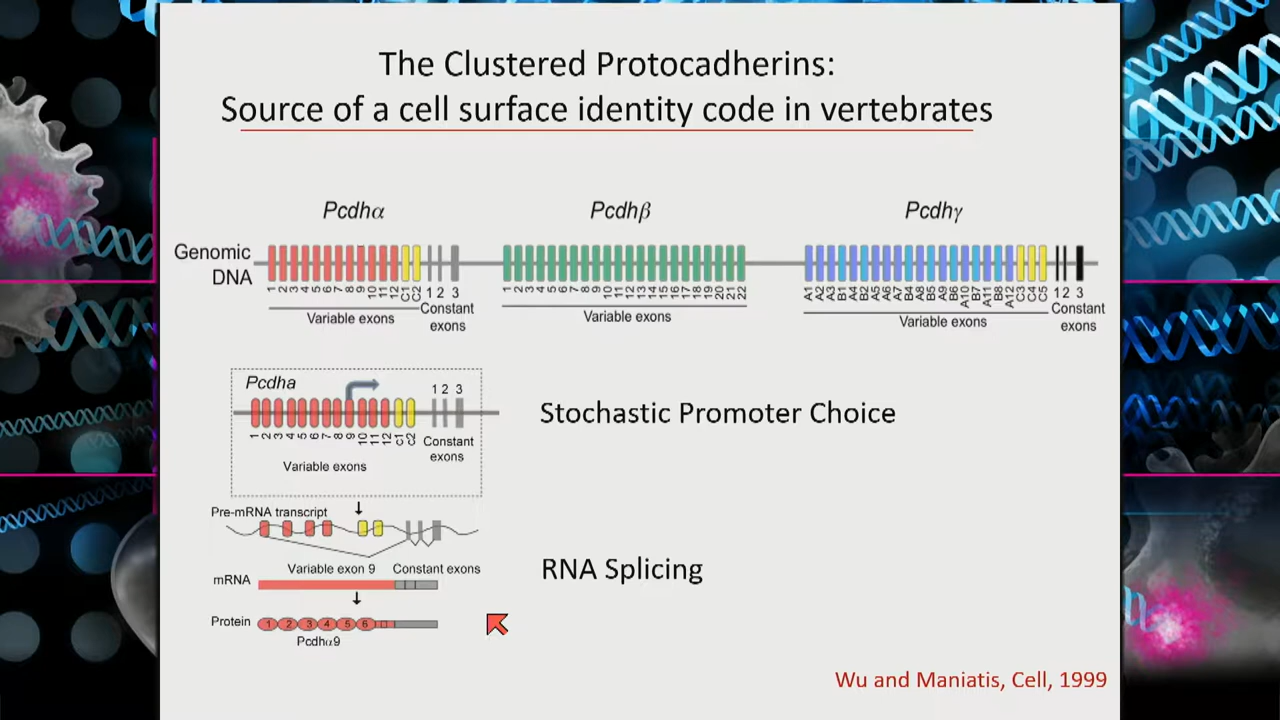 The Clustered Protocadherins:
Source of a cell surface identity code in vertebrates
Pcdhα
Pcdhβ
Pcdhγ
Genomic
DNA
1 2 3 4 5 6 7 8 9 10 11 12 C1 C2 1 2 3
1 2 3 4 5 6 7 8 9 10 11 12 13 14 15 16 17 18 19 20 21 22
A1 A2 A3 B1 A4 B2 A5 A6 A7 B4 A8 B5 A9 B6 A10 B7 A11 B8 A12 C3 C4 C5 1 2 3
Variable exons
Constant
exons
Variable exons
Variable exons
Constant
exons
Pcdha
1 2 3
1 2 3 4 5 6 7 8 9 10 11 12 C1 C2
Constant
exons
Variable exons
Stochastic Promoter Choice
Pre-mRNA transcript
Variable exon 9 Constant exons
mRNA
RNA Splicing
Protein
1 2 3 4 5 6
Pcdhα9
Wu and Maniatis, Cell, 1999